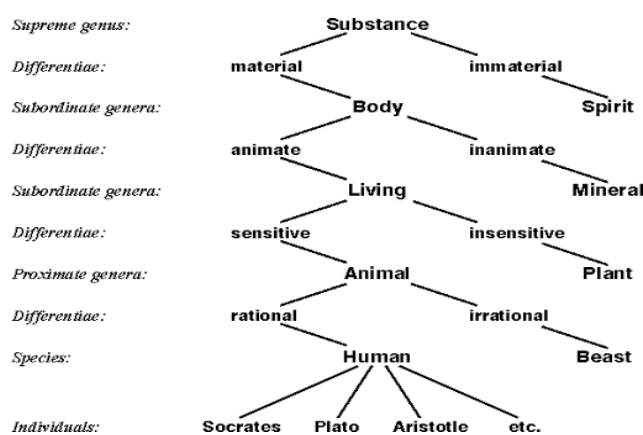 Supreme genus: Substance
Differentiae: material immaterial
Subordinate genera: Body Spirit
Differentiae: animate inanimate
Subordinate genera: Living Mineral
Differentiae: sensitive insensitive
Proximate genera: Animal Plant
Differentiae: rational irrational
Species: Human Beast
Individuals: Socrates Plato Aristotle etc.